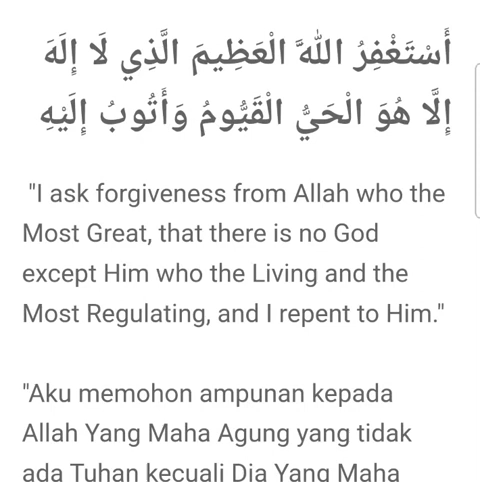 أَسْتَغْفِرُ اللهَ الْعَظِيمَ الَّذِي لَا إِلَهَ
إِلَّا هُوَ الْحَيُّ الْقَيُّومُ وَأَتُوبُ إِلَيْهِ
"I ask forgiveness from Allah who the
Most Great, that there is no God
except Him who the Living and the
Most Regulating, and I repent to Him."
"Aku memohon ampunan kepada
Allah Yang Maha Agung yang tidak
ada Tuhan kecuali Dia Yang Maha